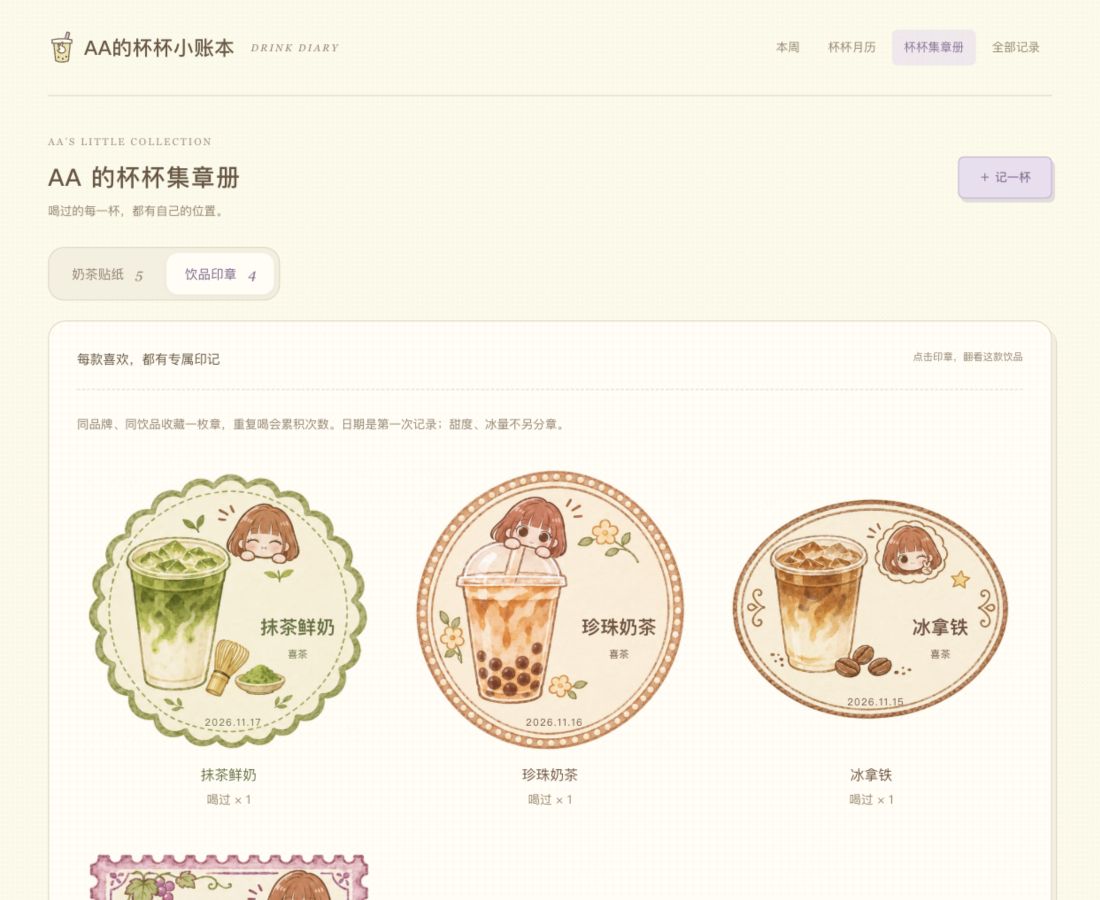 AA的杯杯小账本 DRINK DIARY 本周 杯杯月历 杯杯集章册 全部记录
AA'S LITTLE COLLECTION
AA 的杯杯集章册
+ 记一杯
喝过的每一杯，都有自己的位置。
奶茶贴纸 5 饮品印章 4
每款喜欢，都有专属印记 点击印章，翻看这款饮品
同品牌、同饮品收藏一枚章，重复喝会累积次数。日期是第一次记录；甜度、冰量不另分章。
抹茶鲜奶
喜茶
2026.11.17
珍珠奶茶
喜茶
2026.11.16
冰拿铁
喜茶
2026.11.15
抹茶鲜奶 珍珠奶茶 冰拿铁
喝过 × 1 喝过 × 1 喝过 × 1